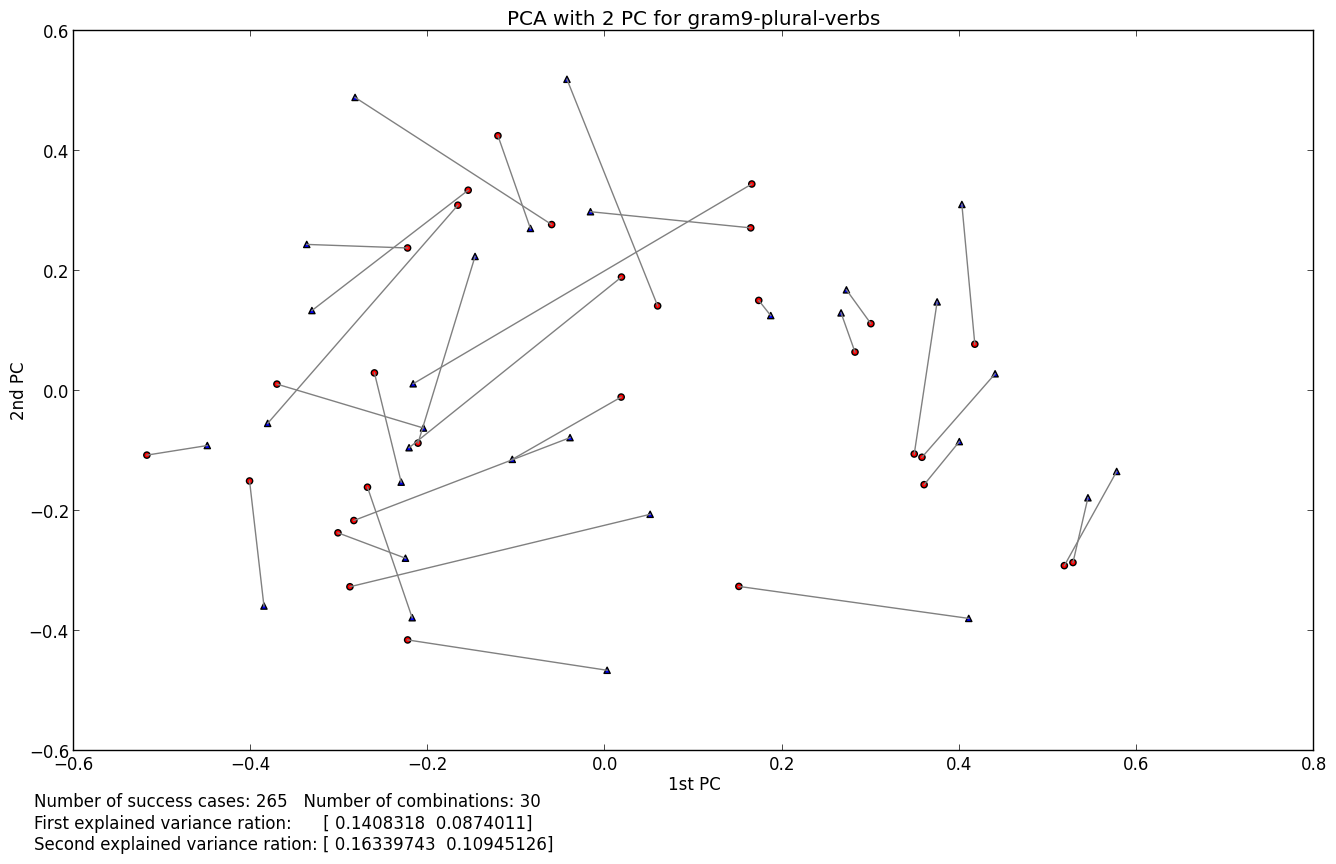 PCA with 2 PC for gram9-plural-verbs
0.6
0.4
0.2
0.0
−0.2
−0.4
−0.6
2nd PC
−0.6 −0.4 −0.2 0.0 0.2 0.4 0.6 0.8
1st PC
Number of success cases: 265 Number of combinations: 30
First explained variance ration: [ 0.1408318 0.0874011]
Second explained variance ration: [ 0.16339743 0.10945126]